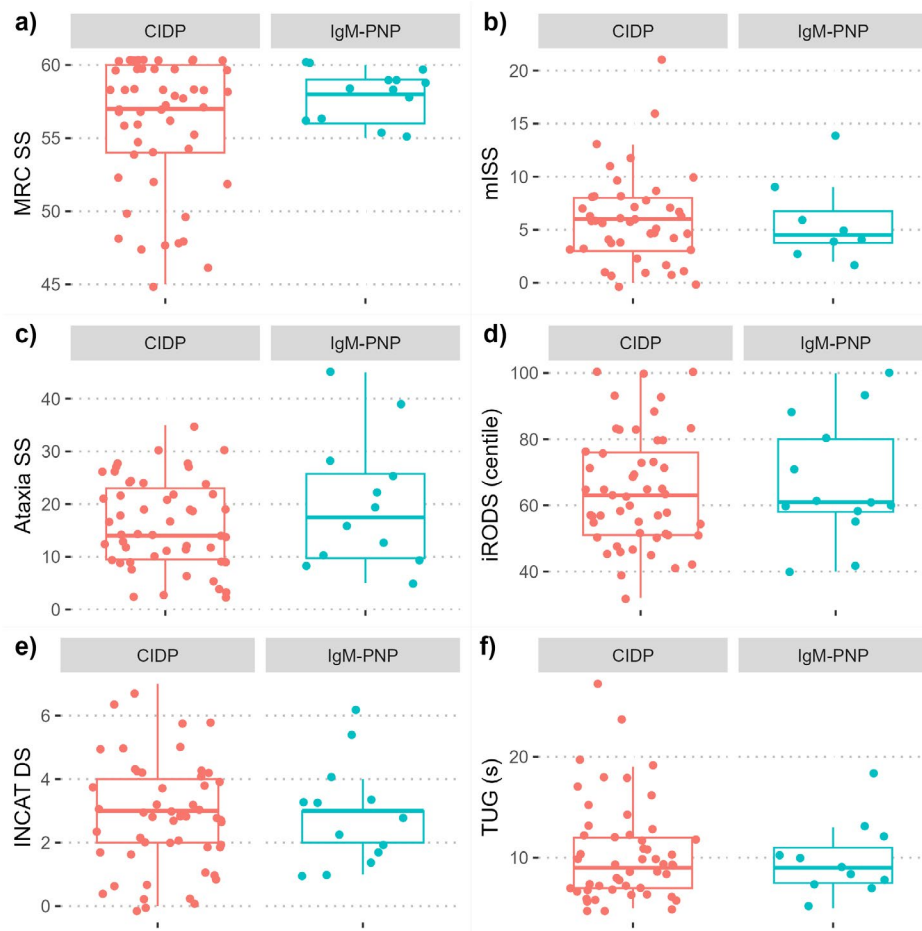 a)
CIDP
IgM-PNP
MRC SS
60
55
50
45
b)
CIDP
IgM-PNP
mISS
20
15
10
5
0
c)
CIDP
IgM-PNP
Ataxia SS
40
30
20
10
0
d)
CIDP
IgM-PNP
iRODS (centile)
100
80
60
40
e)
CIDP
IgM-PNP
INCAT DS
6
4
2
0
f)
CIDP
IgM-PNP
TUG (s)
20
10